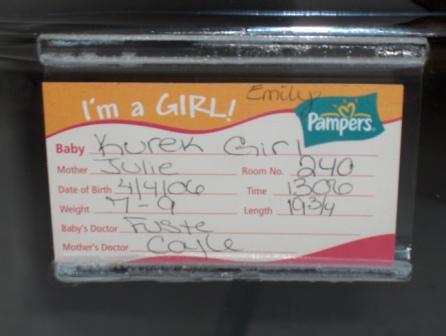 Emily
I'm a GIRL!
Pampers
Baby Kurek Girl
Mother Julie Room No. 240
Date of Birth 4/4/06 Time 1306
Weight 7-9 Length 19 3/4
Baby's Doctor Fuste
Mother's Doctor Coyle